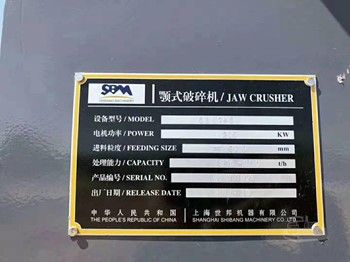 SBM
SHIBANG MACHINERY
颚式破碎机 / JAW CRUSHER
设备型号 / MODEL
电机功率 / POWER KW
进料粒度 / FEEDING SIZE mm
处理能力 / CAPACITY t/h
产品编号 / SERIAL NO.
出厂日期 / RELEASE DATE
中华人民共和国 上海世邦机器有限公司
THE PEOPLE'S REPUBLIC OF CHINA SHANGHAI SHIBANG MACHINERY CO.,LTD.